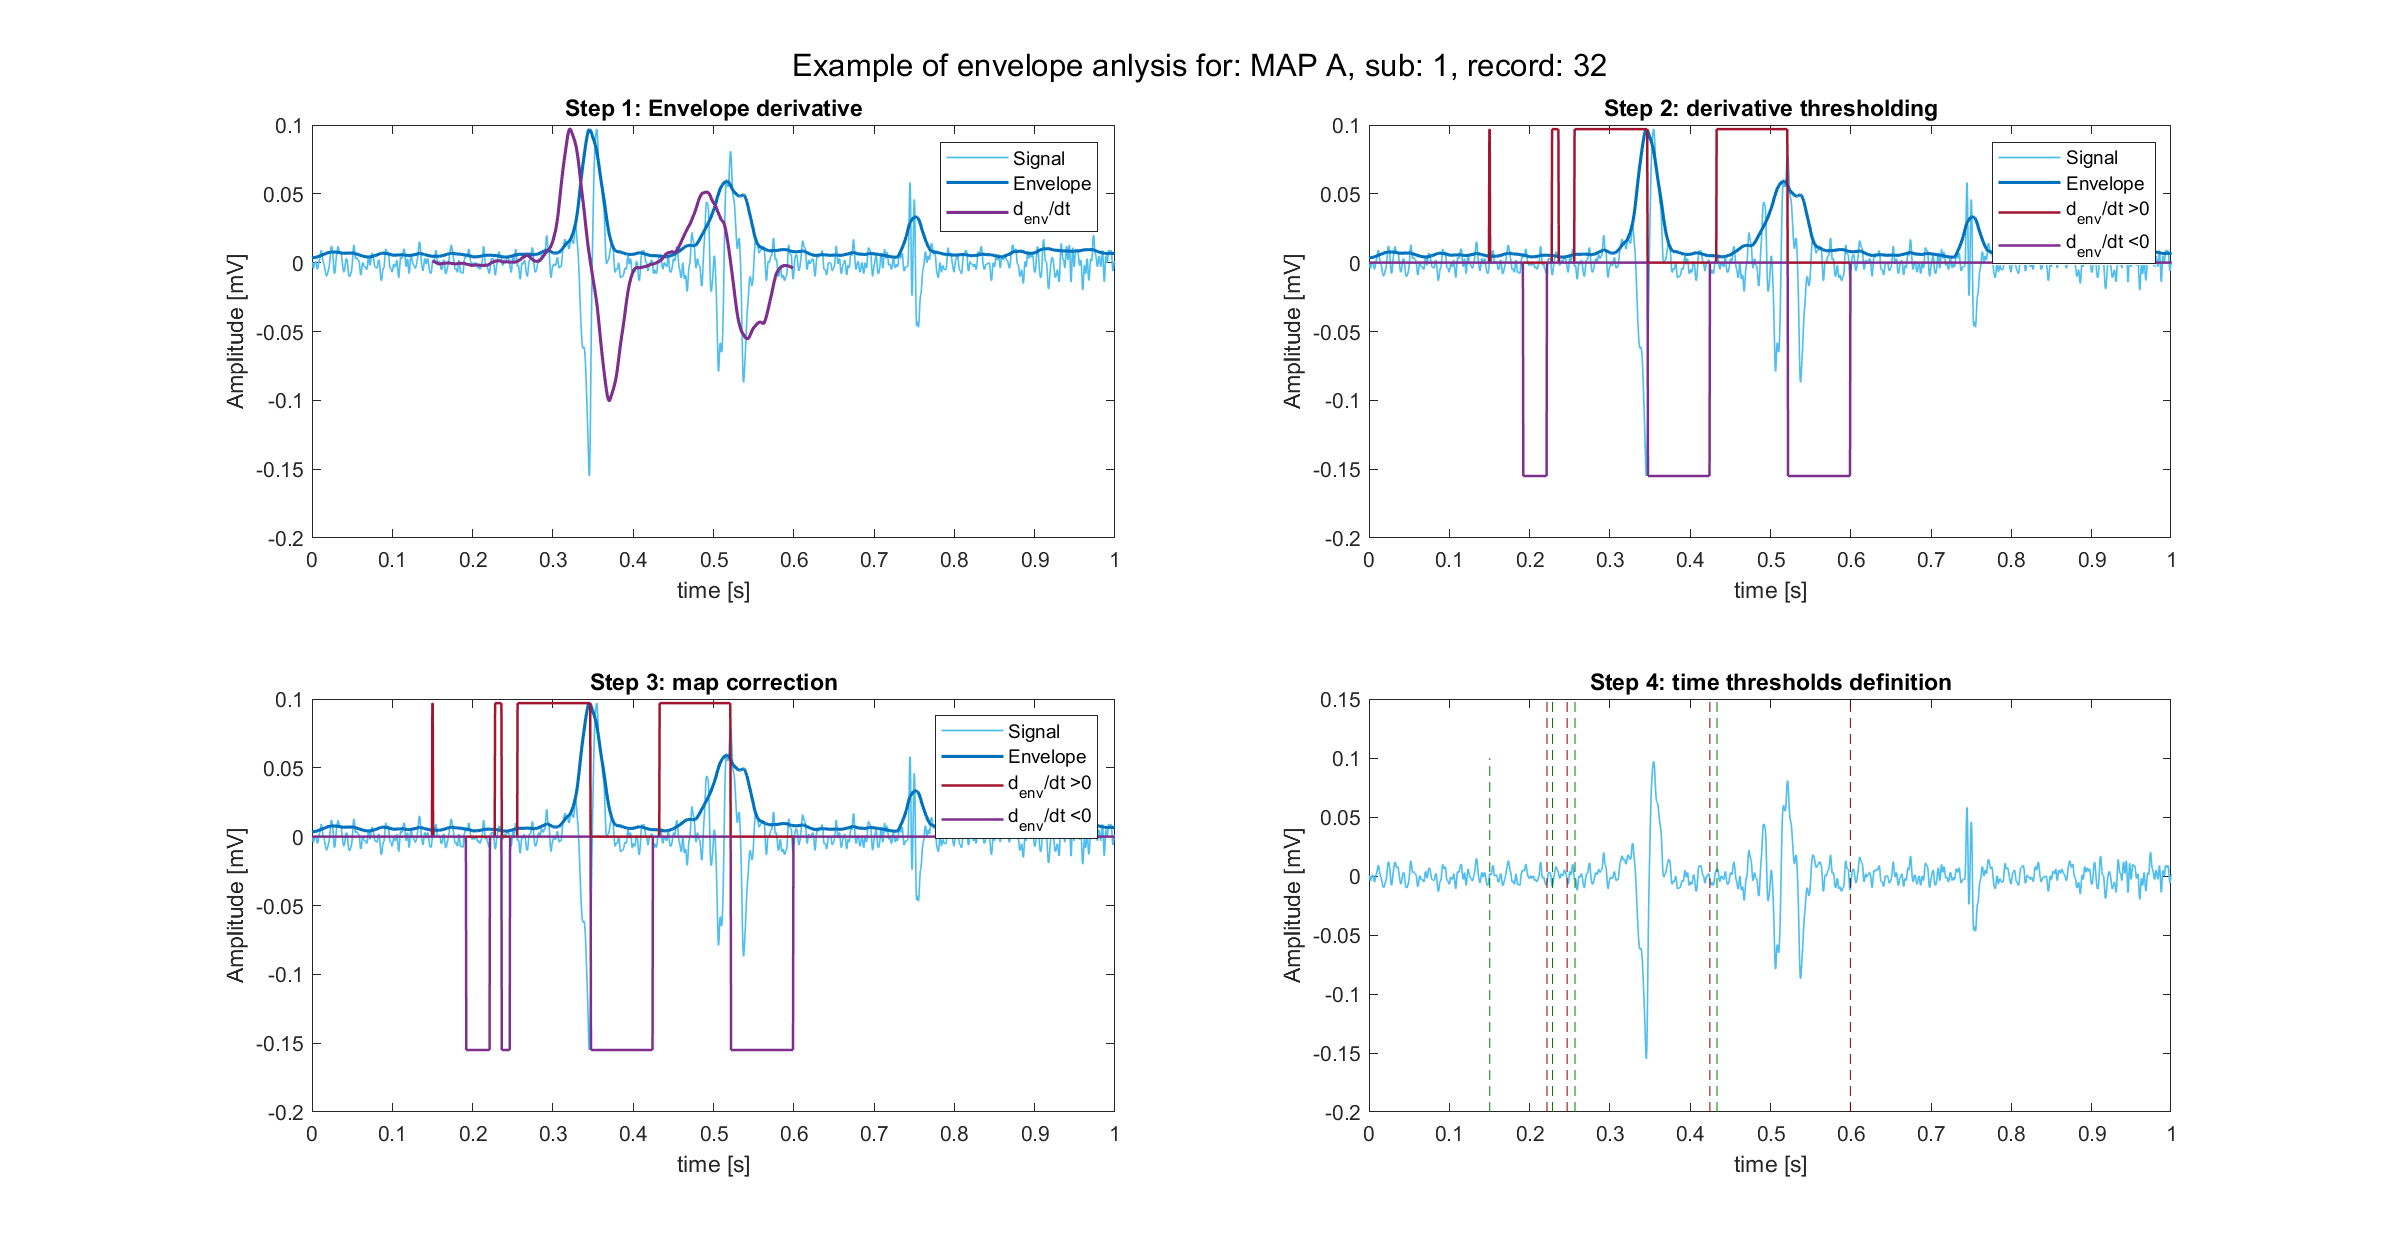 Example of envelope anlysis for: MAP A, sub: 1, record: 32
Step 1: Envelope derivative
0.1
0.05
0
-0.05
-0.1
-0.15
-0.2
Amplitude [mV]
0 0.1 0.2 0.3 0.4 0.5 0.6 0.7 0.8 0.9 1
time [s]
Signal
Envelope
d_env/dt
Step 2: derivative thresholding
0.1
0.05
0
-0.05
-0.1
-0.15
-0.2
Amplitude [mV]
0 0.1 0.2 0.3 0.4 0.5 0.6 0.7 0.8 0.9 1
time [s]
Signal
Envelope
d_env/dt >0
d_env/dt <0
Step 3: map correction
0.1
0.05
0
-0.05
-0.1
-0.15
-0.2
Amplitude [mV]
0 0.1 0.2 0.3 0.4 0.5 0.6 0.7 0.8 0.9 1
time [s]
Signal
Envelope
d_env/dt >0
d_env/dt <0
Step 4: time thresholds definition
0.15
0.1
0.05
0
-0.05
-0.1
-0.15
-0.2
Amplitude [mV]
0 0.1 0.2 0.3 0.4 0.5 0.6 0.7 0.8 0.9 1
time [s]